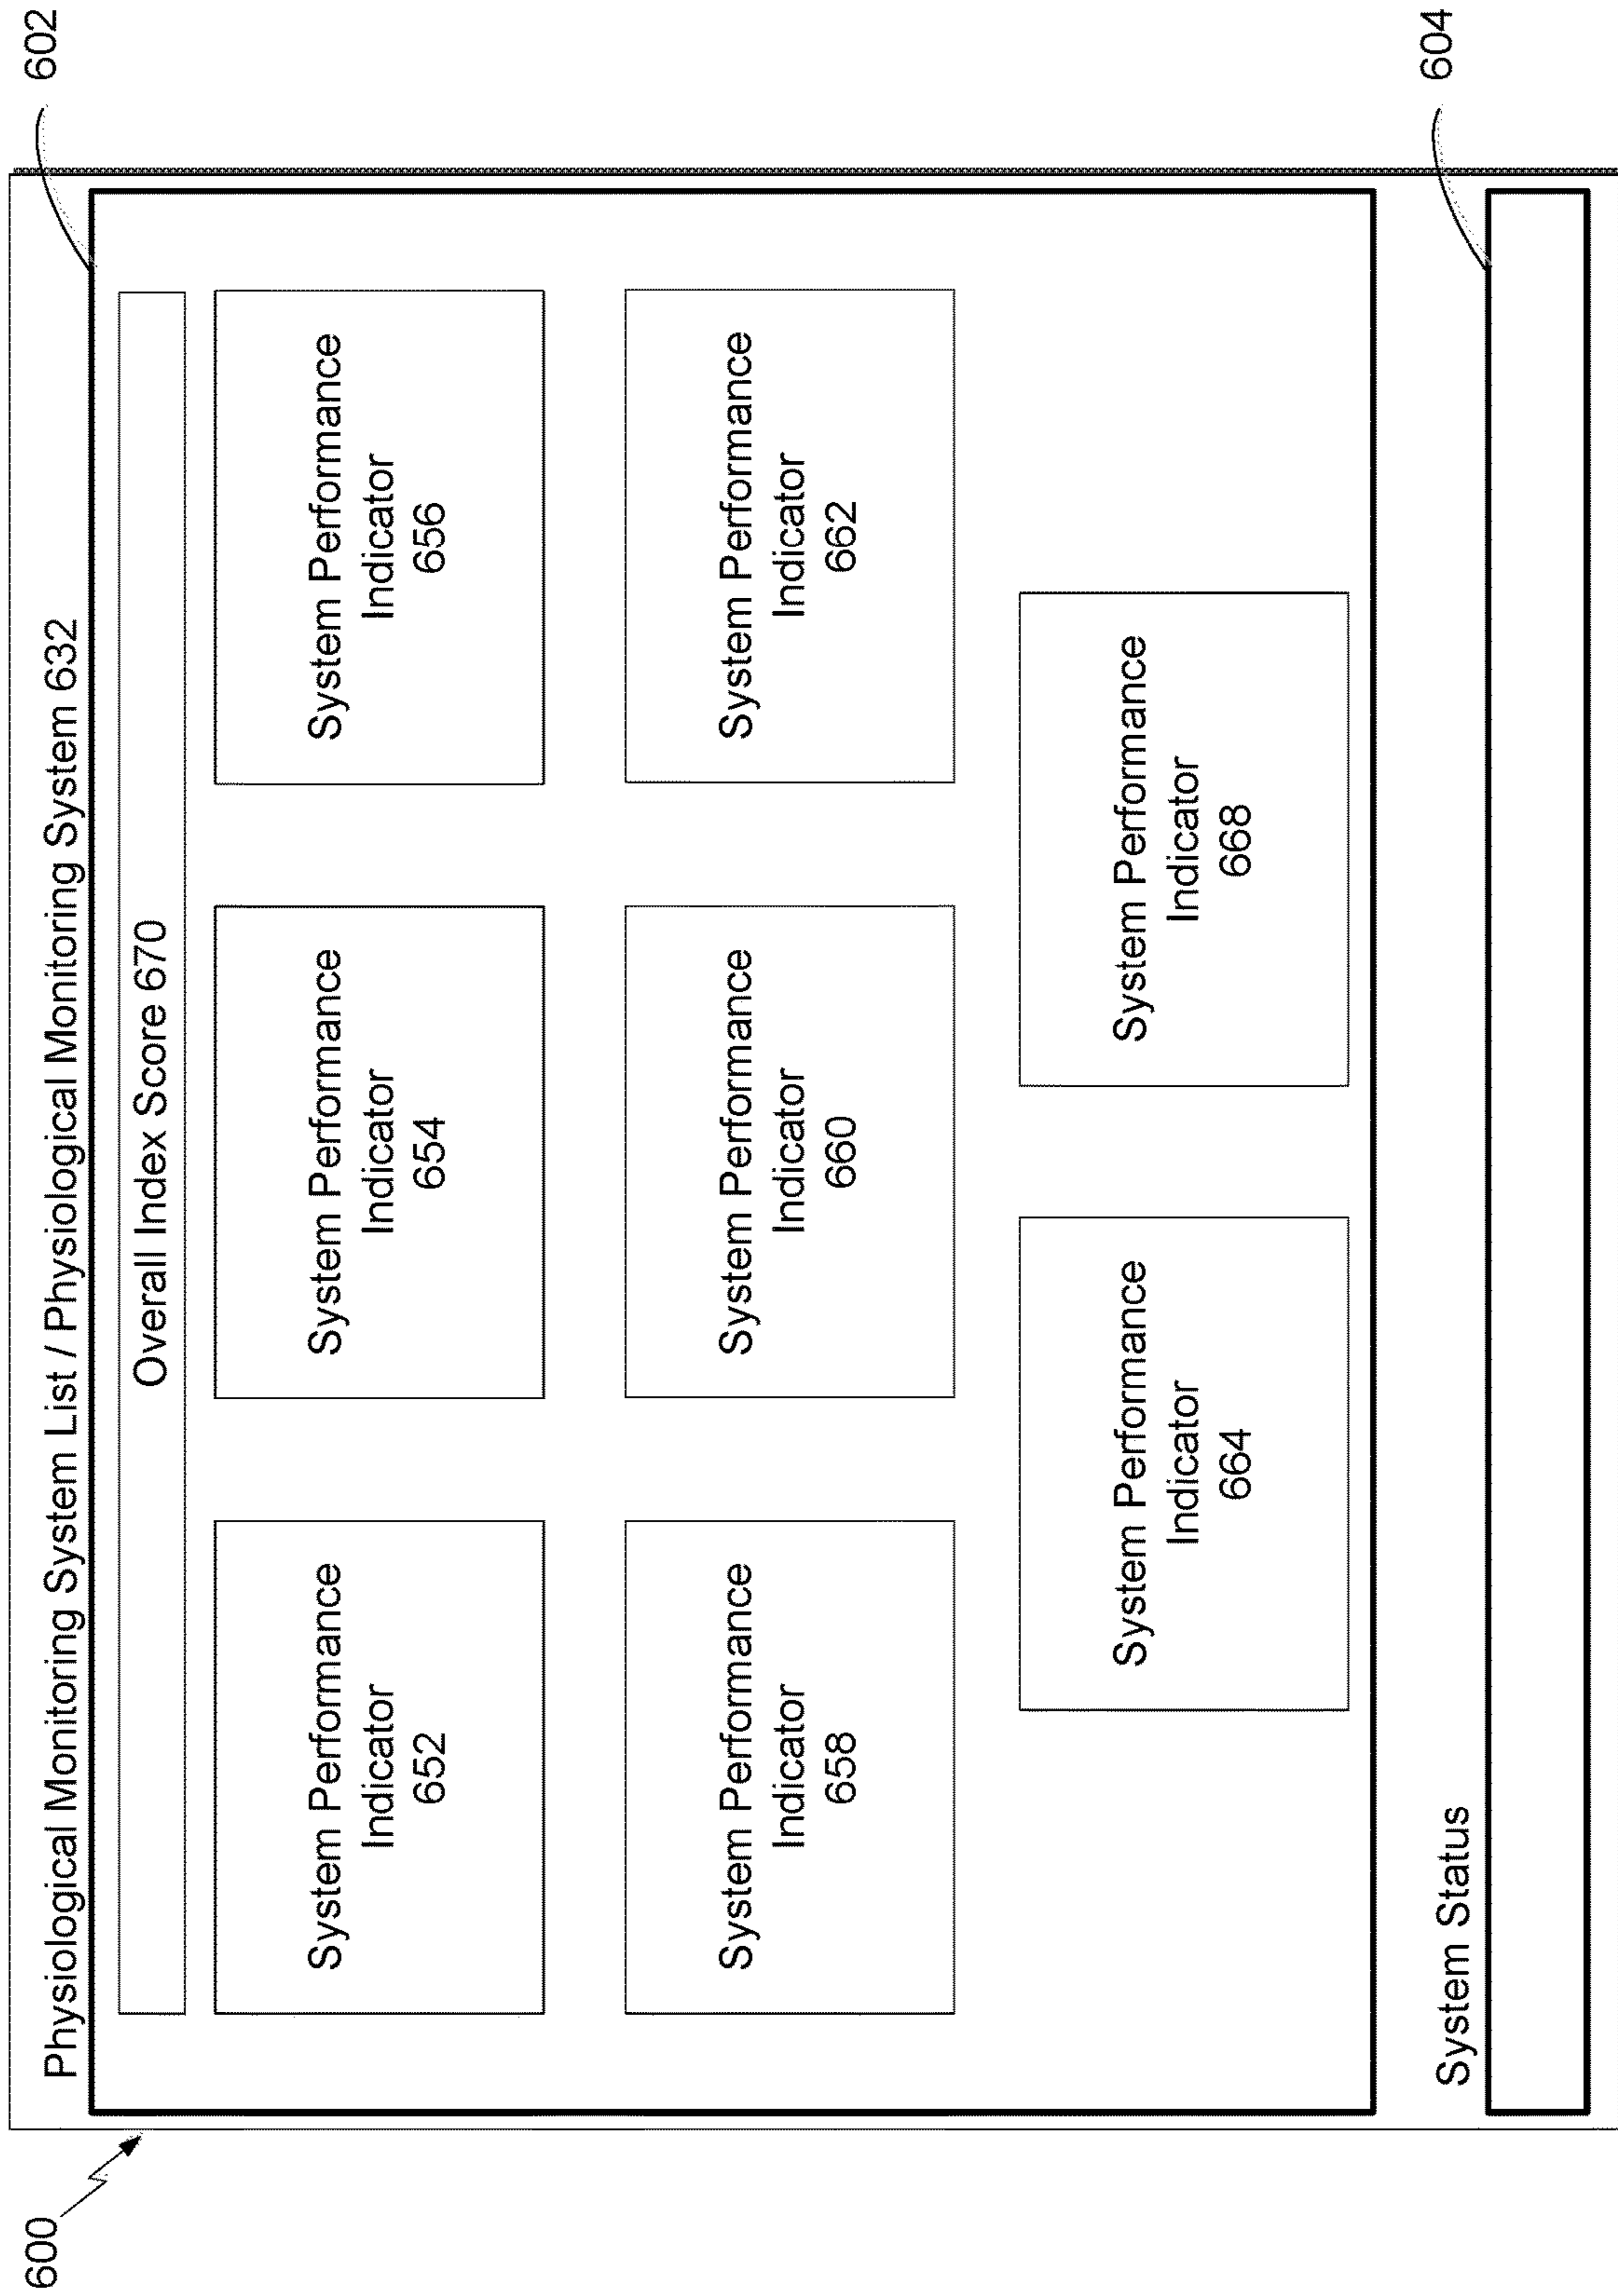 600
602
Physiological Monitoring System List / Physiological Monitoring System 632
Overall Index Score 670
System Performance
Indicator
652
System Performance
Indicator
654
System Performance
Indicator
656
System Performance
Indicator
658
System Performance
Indicator
660
System Performance
Indicator
662
System Performance
Indicator
664
System Performance
Indicator
668
System Status
604